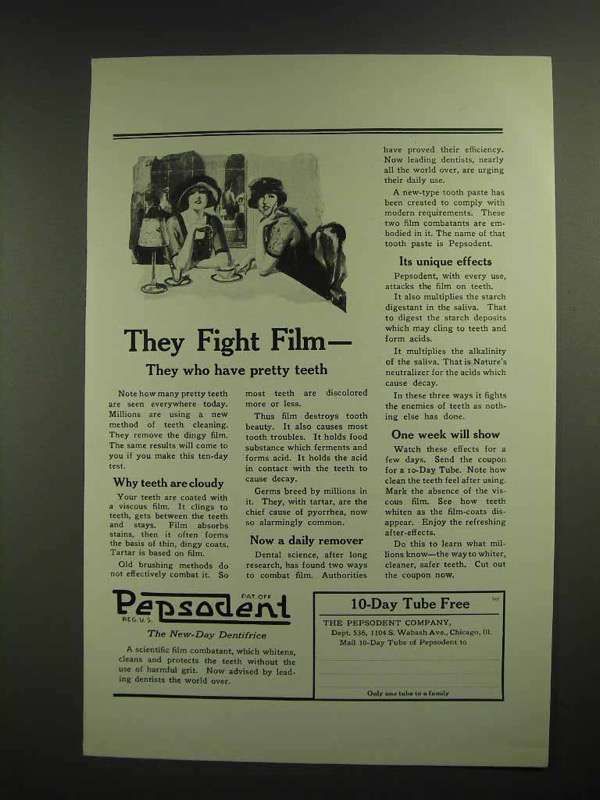 They Fight Film—
They who have pretty teeth
Note how many pretty teeth
are seen everywhere today.
Millions are using a new
method of teeth cleaning.
They remove the dingy film.
The same results will come to
you if you make this ten-day
test.
Why teeth are cloudy
Your teeth are coated with
a viscous film. It clings to
teeth, gets between the teeth
and stays. Film absorbs
stains, then it often forms
the basis of thin, dingy coats.
Tartar is based on film.
Old brushing methods do
not effectively combat it. So
most teeth are discolored
more or less.
Thus film destroys tooth
beauty. It also causes most
tooth troubles. It holds food
substance which ferments and
forms acid. It holds the acid
in contact with the teeth to
cause decay.
Germs breed by millions in
it. They, with tartar, are the
chief cause of pyorrhea, now
so alarmingly common.
Now a daily remover
Dental science, after long
research, has found two ways
to combat film. Authorities
have proved their efficiency.
Now leading dentists, nearly
all the world over, are urging
their daily use.
A new-type tooth paste has
been created to comply with
modern requirements. These
two film combatants are em-
bodied in it. The name of that
tooth paste is Pepsodent.
Its unique effects
Pepsodent, with every use,
attacks the film on teeth.
It also multiplies the starch
digestant in the saliva. That
to digest the starch deposits
which may cling to teeth and
form acids.
It multiplies the alkalinity
of the saliva. That is Nature's
neutralizer for the acids which
cause decay.
In these three ways it fights
the enemies of teeth as noth-
ing else has done.
One week will show
Watch these effects for a
few days. Send the coupon
for a 10-Day Tube. Note how
clean the teeth feel after using.
Mark the absence of the vis-
cous film. See how teeth
whiten as the film-coats dis-
appear. Enjoy the refreshing
after-effects.
Do this to learn what mil-
lions know—the way to whiter,
cleaner, safer teeth. Cut out
the coupon now.
PAT. OFF.
Pepsodent
REG. U.S.
The New-Day Dentifrice
A scientific film combatant, which whitens,
cleans and protects the teeth without the
use of harmful grit. Now advised by lead-
ing dentists the world over.
10-Day Tube Free
THE PEPSODENT COMPANY,
Dept. 536, 1104 S. Wabash Ave., Chicago, Ill.
Mail 10-Day Tube of Pepsodent to
Only one tube to a family